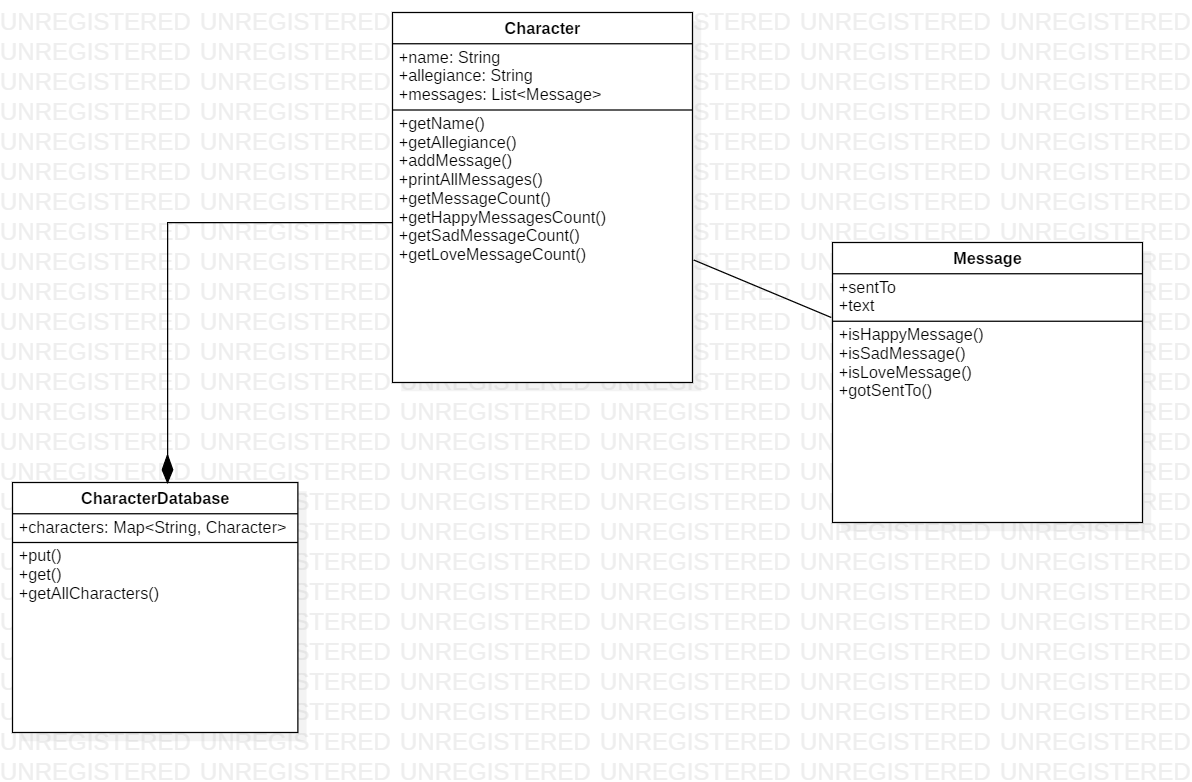 Character
+name: String
+allegiance: String
+messages: List<Message>
+getName()
+getAllegiance()
+addMessage()
+printAllMessages()
+getMessageCount()
+getHappyMessagesCount()
+getSadMessageCount()
+getLoveMessageCount()
Message
+sentTo
+text
+isHappyMessage()
+isSadMessage()
+isLoveMessage()
+gotSentTo()
CharacterDatabase
+characters: Map<String, Character>
+put()
+get()
+getAllCharacters()
UNREGISTERED